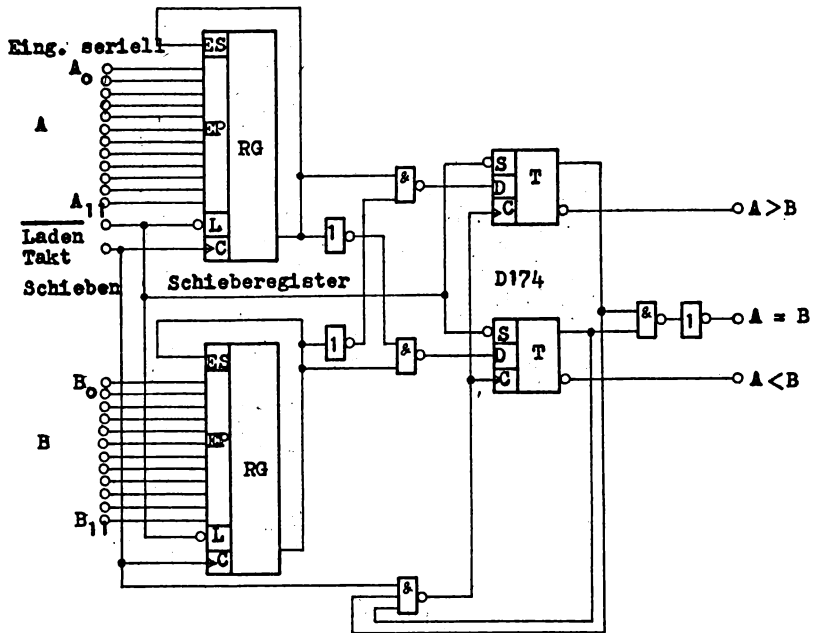 Eing. seriell
A0
A
A11
Laden
Takt
Schieben
ES
EP
RG
L
C
Schieberegister
B0
B
B11
ES
EP
RG
L
C
1
1
&
&
&
S
D
C
T
D174
S
D
C
T
&
1
A>B
A = B
A<B